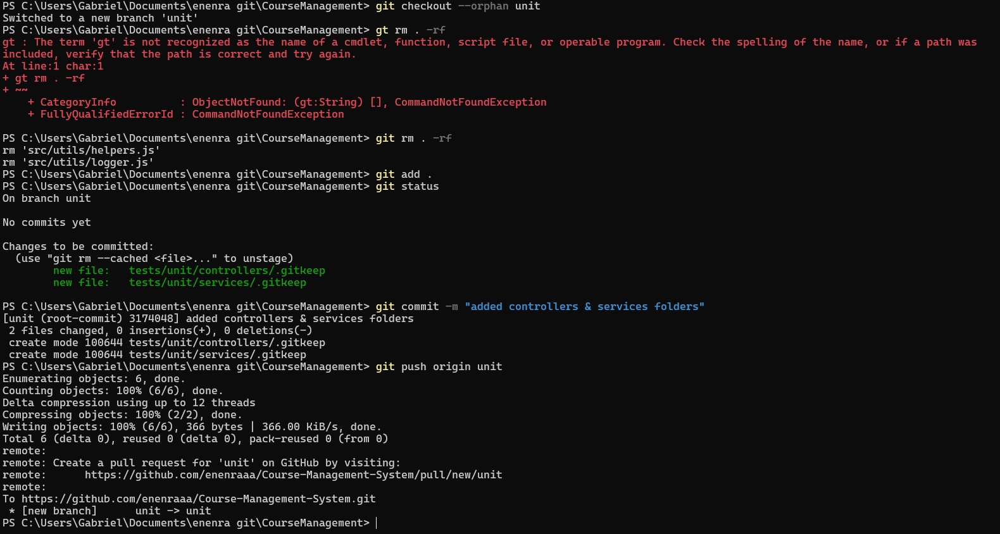 PS C:\Users\Gabriel\Documents\enenra git\CourseManagement> git checkout --orphan unit
Switched to a new branch 'unit'
PS C:\Users\Gabriel\Documents\enenra git\CourseManagement> gt rm . -rf
gt : The term 'gt' is not recognized as the name of a cmdlet, function, script file, or operable program. Check the spelling of the name, or if a path was
included, verify that the path is correct and try again.
At line:1 char:1
+ gt rm . -rf
+ ~~
    + CategoryInfo          : ObjectNotFound: (gt:String) [], CommandNotFoundException
    + FullyQualifiedErrorId : CommandNotFoundException

PS C:\Users\Gabriel\Documents\enenra git\CourseManagement> git rm . -rf
rm 'src/utils/helpers.js'
rm 'src/utils/logger.js'
PS C:\Users\Gabriel\Documents\enenra git\CourseManagement> git add .
PS C:\Users\Gabriel\Documents\enenra git\CourseManagement> git status
On branch unit

No commits yet

Changes to be committed:
  (use "git rm --cached <file>..." to unstage)
        new file:   tests/unit/controllers/.gitkeep
        new file:   tests/unit/services/.gitkeep

PS C:\Users\Gabriel\Documents\enenra git\CourseManagement> git commit -m "added controllers & services folders"
[unit (root-commit) 3174048] added controllers & services folders
 2 files changed, 0 insertions(+), 0 deletions(-)
 create mode 100644 tests/unit/controllers/.gitkeep
 create mode 100644 tests/unit/services/.gitkeep
PS C:\Users\Gabriel\Documents\enenra git\CourseManagement> git push origin unit
Enumerating objects: 6, done.
Counting objects: 100% (6/6), done.
Delta compression using up to 12 threads
Compressing objects: 100% (2/2), done.
Writing objects: 100% (6/6), 366 bytes | 366.00 KiB/s, done.
Total 6 (delta 0), reused 0 (delta 0), pack-reused 0 (from 0)
remote:
remote: Create a pull request for 'unit' on GitHub by visiting:
remote:      https://github.com/enenraaa/Course-Management-System/pull/new/unit
remote:
To https://github.com/enenraaa/Course-Management-System.git
 * [new branch]      unit -> unit
PS C:\Users\Gabriel\Documents\enenra git\CourseManagement>